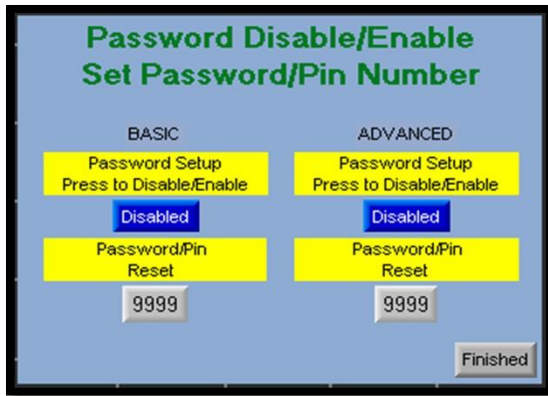 Password Disable/Enable
Set Password/Pin Number
BASIC
Password Setup
Press to Disable/Enable
Disabled
Password/Pin
Reset
9999
ADVANCED
Password Setup
Press to Disable/Enable
Disabled
Password/Pin
Reset
9999
Finished